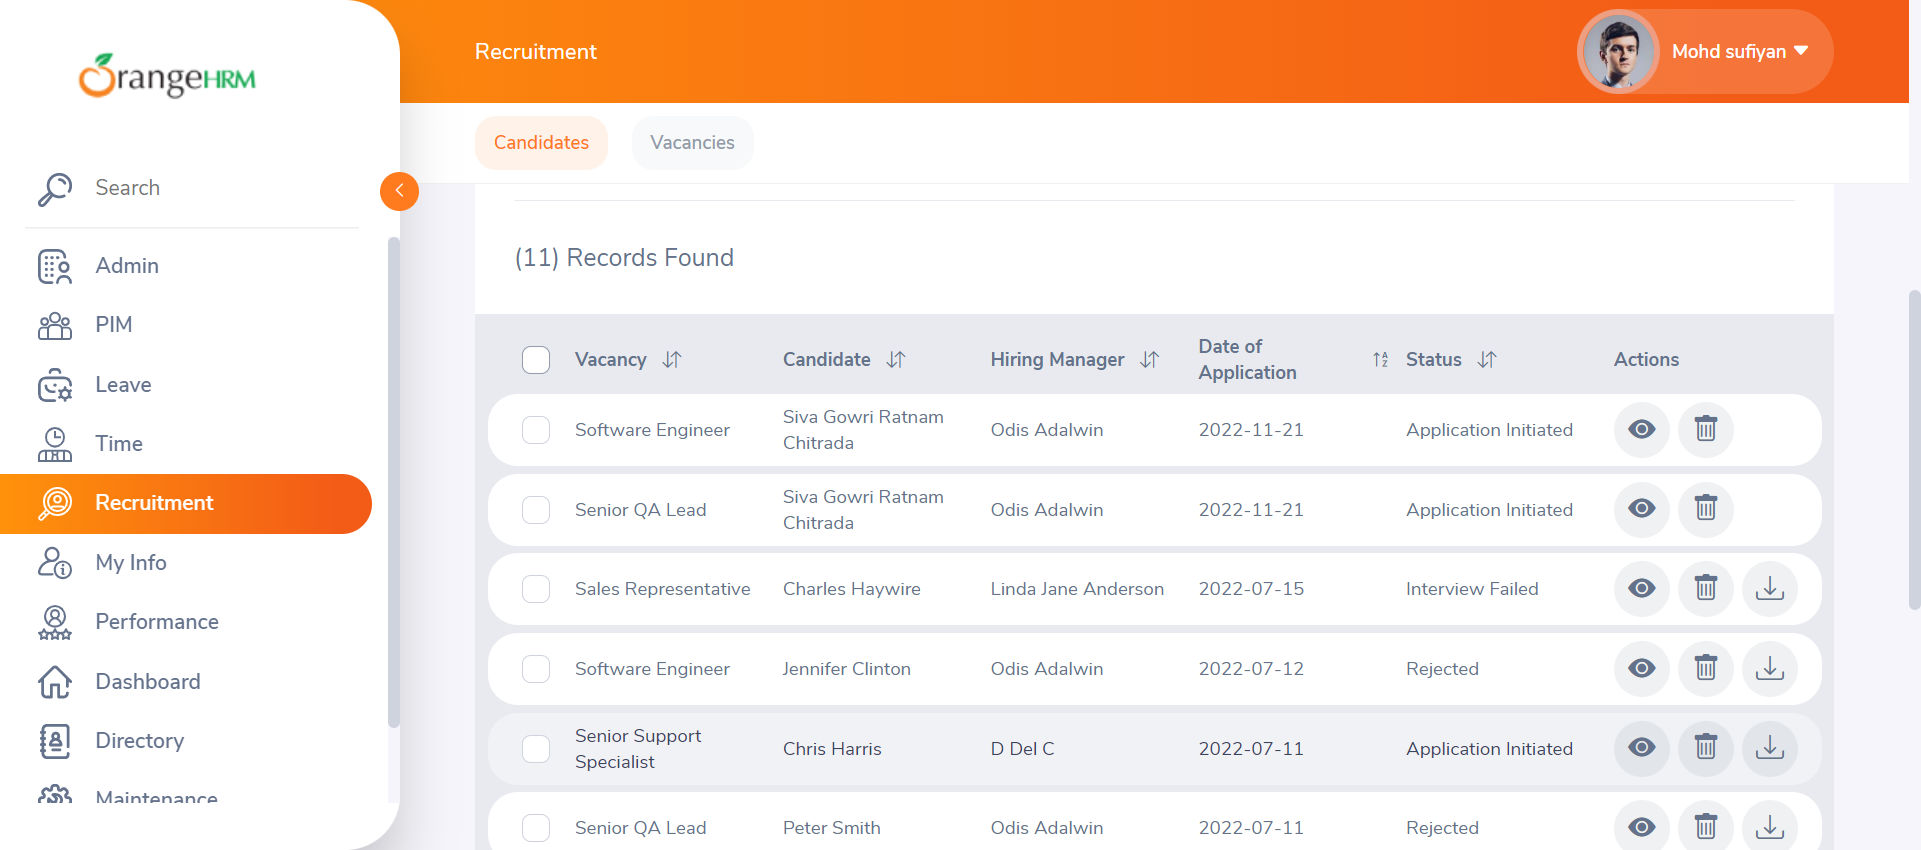 OrangeHRM
Recruitment
Mohd sufiyan
Candidates
Vacancies
Search
Admin
PIM
Leave
Time
Recruitment
My Info
Performance
Dashboard
Directory
Maintenance
(11) Records Found
Vacancy
Candidate
Hiring Manager
Date of
Application
Status
Actions
Software Engineer
Siva Gowri Ratnam
Chitrada
Odis Adalwin
2022-11-21
Application Initiated
Senior QA Lead
Siva Gowri Ratnam
Chitrada
Odis Adalwin
2022-11-21
Application Initiated
Sales Representative
Charles Haywire
Linda Jane Anderson
2022-07-15
Interview Failed
Software Engineer
Jennifer Clinton
Odis Adalwin
2022-07-12
Rejected
Senior Support
Specialist
Chris Harris
D Del C
2022-07-11
Application Initiated
Senior QA Lead
Peter Smith
Odis Adalwin
2022-07-11
Rejected